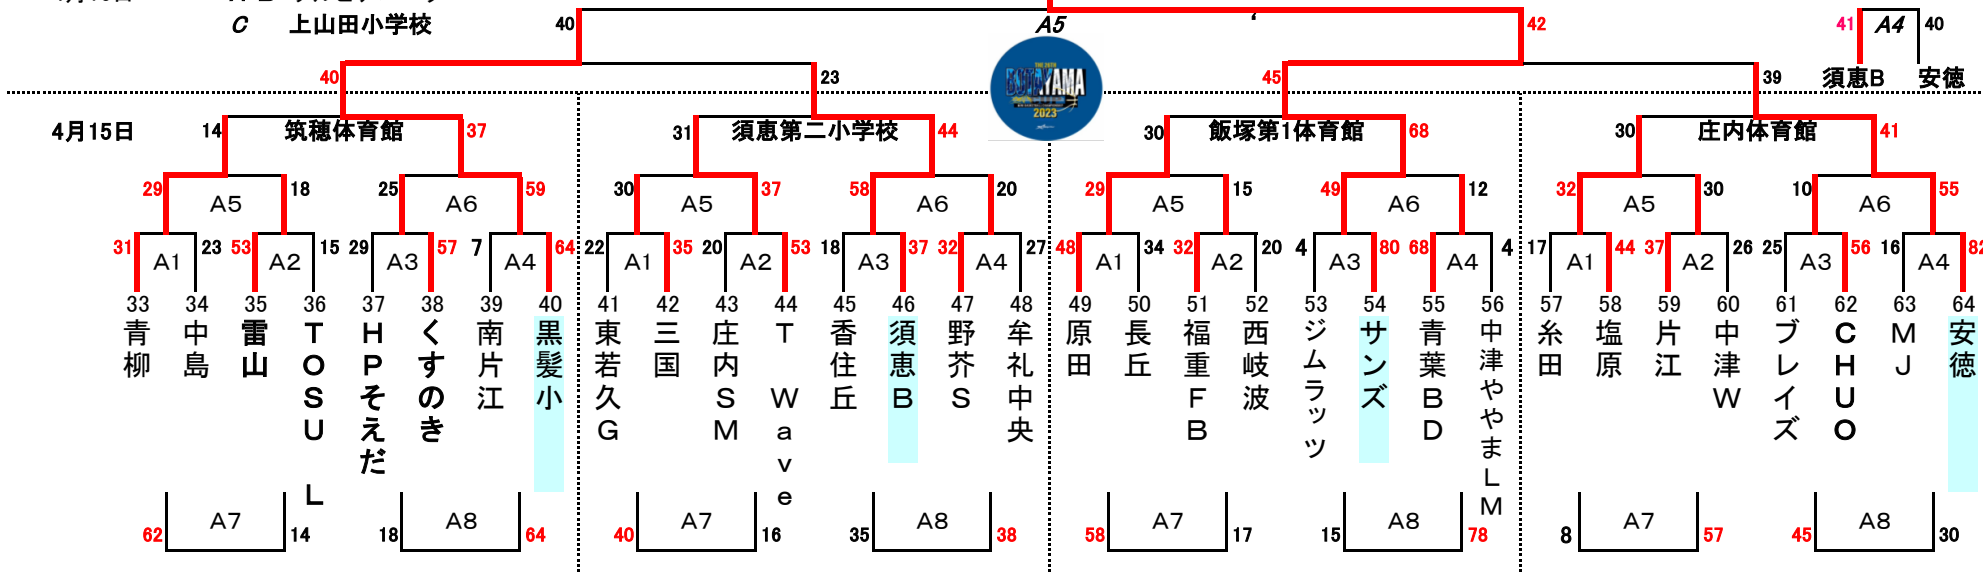 C 上山田小学校
40 A5 42
41 A4 40
須恵B 安徳
40 23 45 39
4月15日
14 筑穂体育館 37
31 須恵第二小学校 44
30 飯塚第1体育館 68
30 庄内体育館 41
29 A5 18 25 A6 59
30 A5 37 58 A6 20
29 A5 15 49 A6 12
32 A5 30 10 A6 55
31 A1 23 53 A2 15 29 A3 57 7 A4 64
22 A1 35 20 A2 53 18 A3 37 32 A4 27
48 A1 34 32 A2 20 4 A3 80 68 A4 4
17 A1 44 37 A2 26 25 A3 56 16 A4 82
33 青柳
34 中島
35 雷山
36 TOSU L
37 HPそえだ
38 くすのき
39 南片江
40 黒髪小
41 東若久G
42 三国
43 庄内SM
44 T Wave
45 香住丘
46 須恵B
47 野芥S
48 牟礼中央
49 原田
50 長丘
51 福重FB
52 西岐波
53 ジムラッツ
54 サンズ
55 青葉BD
56 中津ややまLM
57 糸田
58 塩原
59 片江
60 中津W
61 ブレイズ
62 CHUO
63 MJ
64 安徳
62 A7 14 18 A8 64
40 A7 16 35 A8 38
58 A7 17 15 A8 78
8 A7 57 45 A8 30
2023